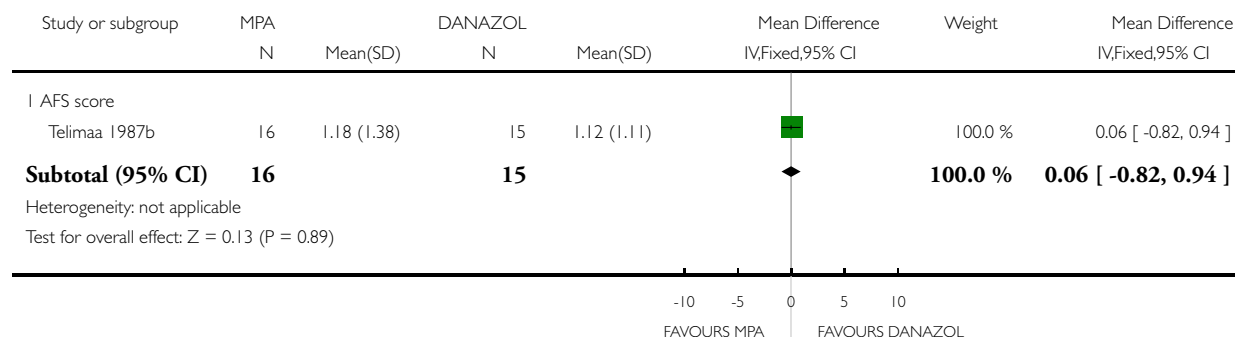 Study or subgroup MPA DANAZOL Mean Difference Weight Mean Difference
N Mean(SD) N Mean(SD) IV,Fixed,95% CI IV,Fixed,95% CI
1 AFS score
Telimaa 1987b 16 1.18 (1.38) 15 1.12 (1.11) 100.0 % 0.06 [ -0.82, 0.94 ]
Subtotal (95% CI) 16 15 100.0 % 0.06 [ -0.82, 0.94 ]
Heterogeneity: not applicable
Test for overall effect: Z = 0.13 (P = 0.89)
-10 -5 0 5 10
FAVOURS MPA FAVOURS DANAZOL